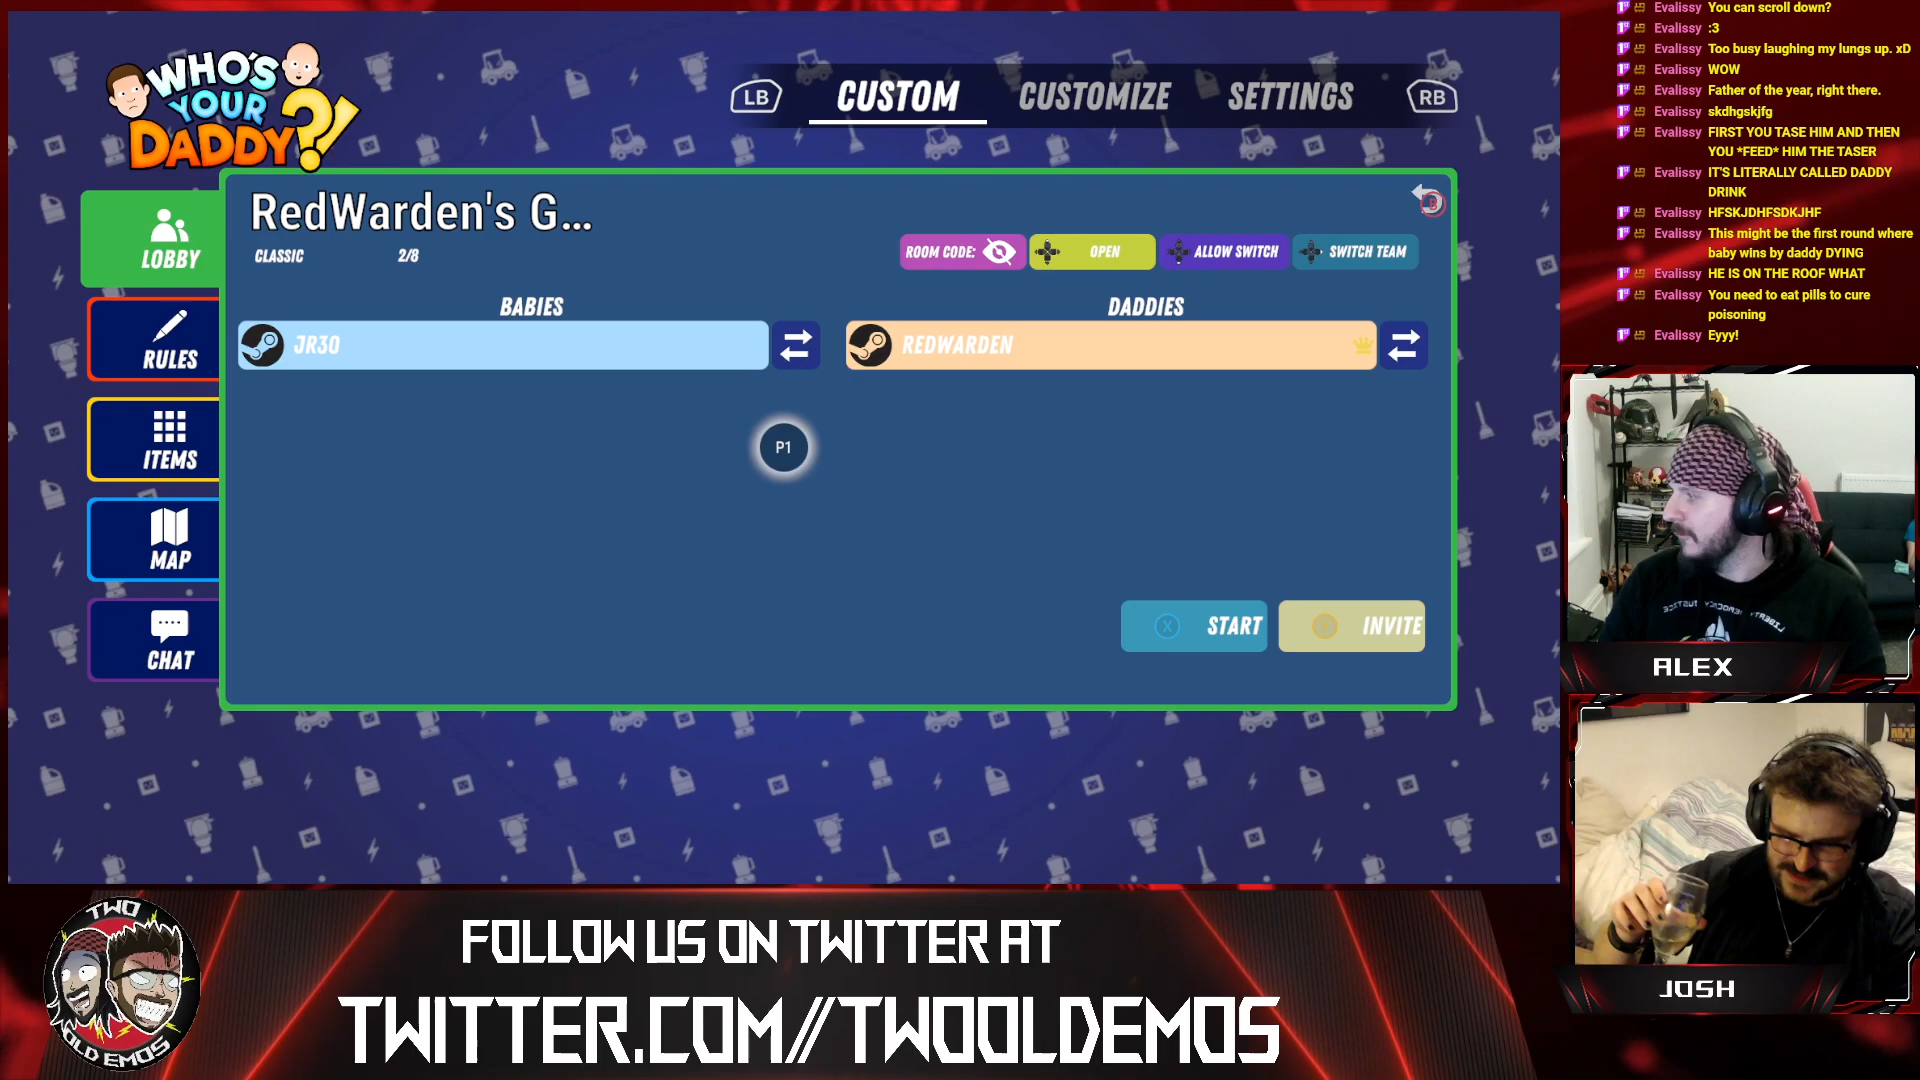 WHO'S
YOUR
DADDY?!
LB
CUSTOM
CUSTOMIZE
SETTINGS
RB
LOBBY
RULES
ITEMS
MAP
CHAT
RedWarden's G...
CLASSIC
2/8
ROOM CODE:
OPEN
ALLOW SWITCH
SWITCH TEAM
B
BABIES
JR30
DADDIES
REDWARDEN
P1
X
START
INVITE
Evalissy You can scroll down?
Evalissy :3
Evalissy Too busy laughing my lungs up. xD
Evalissy WOW
Evalissy Father of the year, right there.
Evalissy skdhgskjfg
Evalissy FIRST YOU TASE HIM AND THEN
YOU *FEED* HIM THE TASER
Evalissy IT'S LITERALLY CALLED DADDY
DRINK
Evalissy HFSKJDHFSDKJHF
Evalissy This might be the first round where
baby wins by daddy DYING
Evalissy HE IS ON THE ROOF WHAT
Evalissy You need to eat pills to cure
poisoning
Evalissy Eyyy!
ALEX
JOSH
TWO
OLD EMOS
FOLLOW US ON TWITTER AT
TWITTER.COM//TWOOLDEMOS